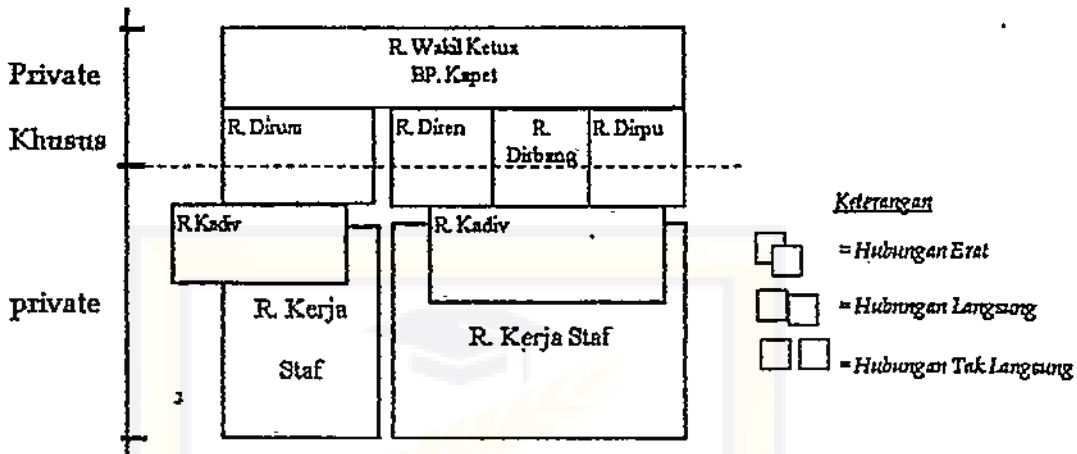 Private
Khusus
private
R. Wakil Ketua
BP. Kapet
R. Dirum
R. Diren
R.
Dirbang
R. Dirpu
R Kadiv
R. Kadiv
R. Kerja
Staf
R. Kerja Staf
Keterangan
= Hubungan Erat
= Hubungan Langsung
= Hubungan Tak Langsung